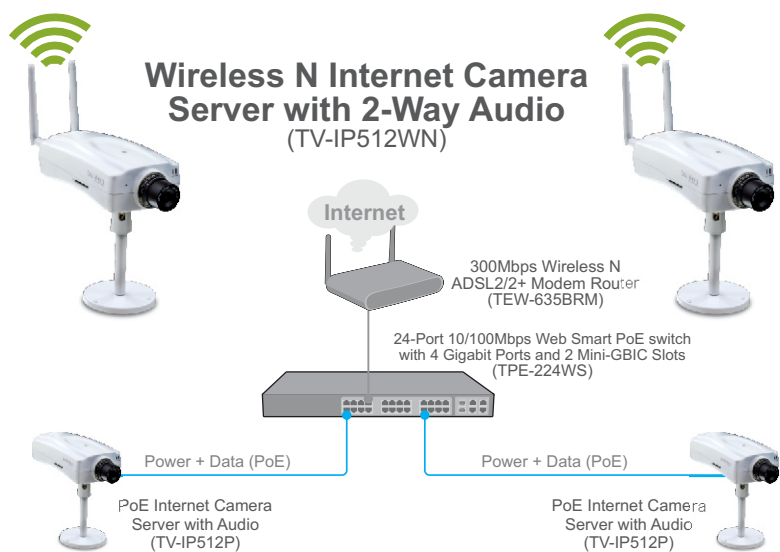 Wireless N Internet Camera
Server with 2-Way Audio
(TV-IP512WN)
Internet
300Mbps Wireless N
ADSL2/2+ Modem Router
(TEW-635BRM)
24-Port 10/100Mbps Web Smart PoE switch
with 4 Gigabit Ports and 2 Mini-GBIC Slots
(TPE-224WS)
Power + Data (PoE)
Power + Data (PoE)
PoE Internet Camera
Server with Audio
(TV-IP512P)
PoE Internet Camera
Server with Audio
(TV-IP512P)